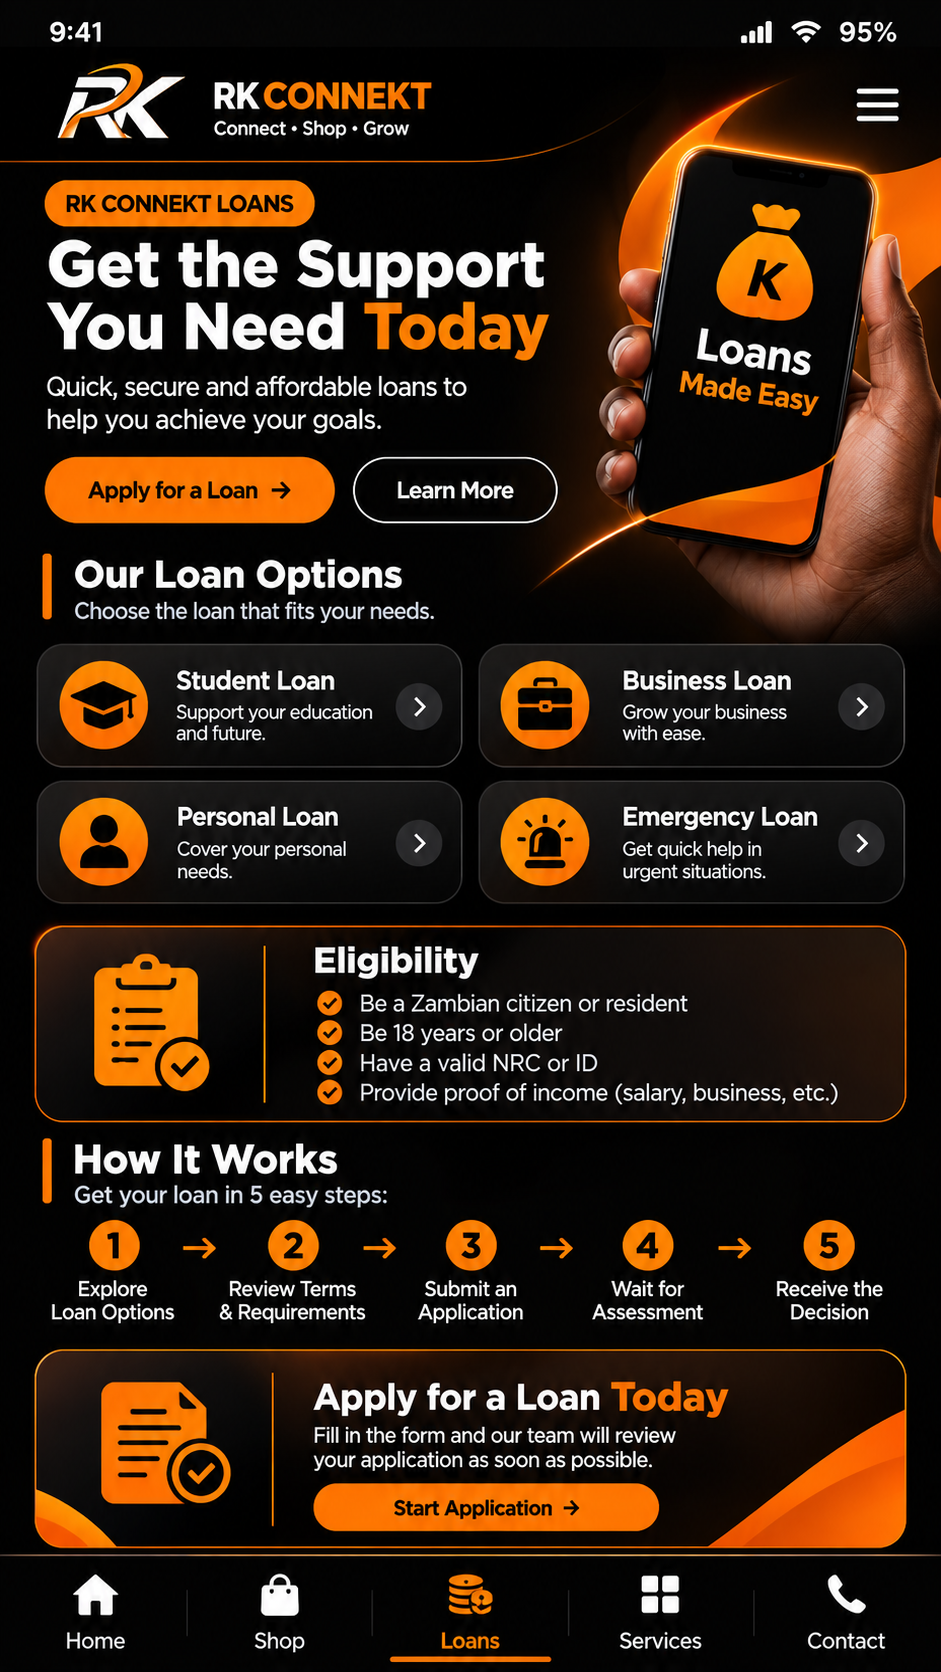 9:41
95%
RK
RK CONNEKT
Connect • Shop • Grow
RK CONNEKT LOANS
Get the Support
You Need Today
Quick, secure and affordable loans to
help you achieve your goals.
Apply for a Loan →
Learn More
K
Loans
Made Easy
Our Loan Options
Choose the loan that fits your needs.
Student Loan
Support your education
and future.
Business Loan
Grow your business
with ease.
Personal Loan
Cover your personal
needs.
Emergency Loan
Get quick help in
urgent situations.
Eligibility
Be a Zambian citizen or resident
Be 18 years or older
Have a valid NRC or ID
Provide proof of income (salary, business, etc.)
How It Works
Get your loan in 5 easy steps:
1 → 2 → 3 → 4 → 5
Explore
Loan Options
Review Terms
& Requirements
Submit an
Application
Wait for
Assessment
Receive the
Decision
Apply for a Loan Today
Fill in the form and our team will review
your application as soon as possible.
Start Application →
Home
Shop
Loans
Services
Contact